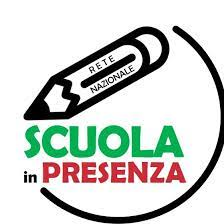 RETE
NAZIONALE
SCUOLA
in PRESENZA